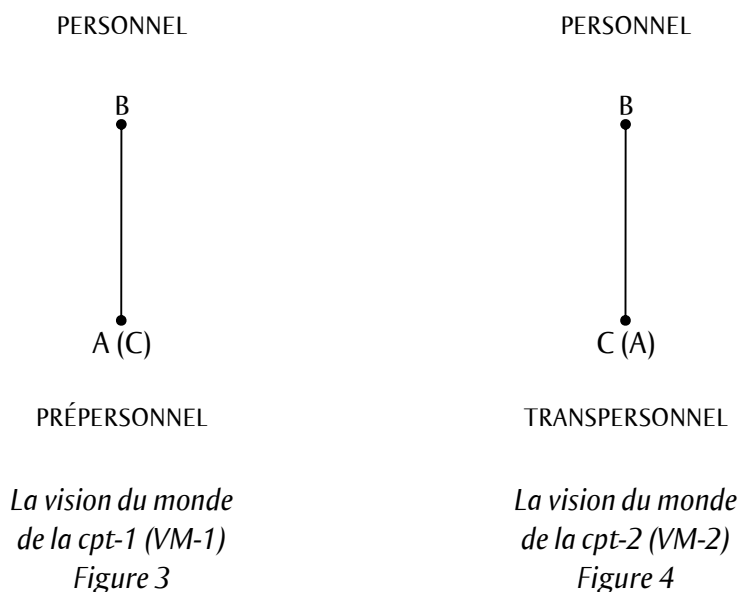 PERSONNEL
B
A (C)
PRÉPERSONNEL
La vision du monde
de la cpt-1 (VM-1)
Figure 3
PERSONNEL
B
C (A)
TRANSPERSONNEL
La vision du monde
de la cpt-2 (VM-2)
Figure 4